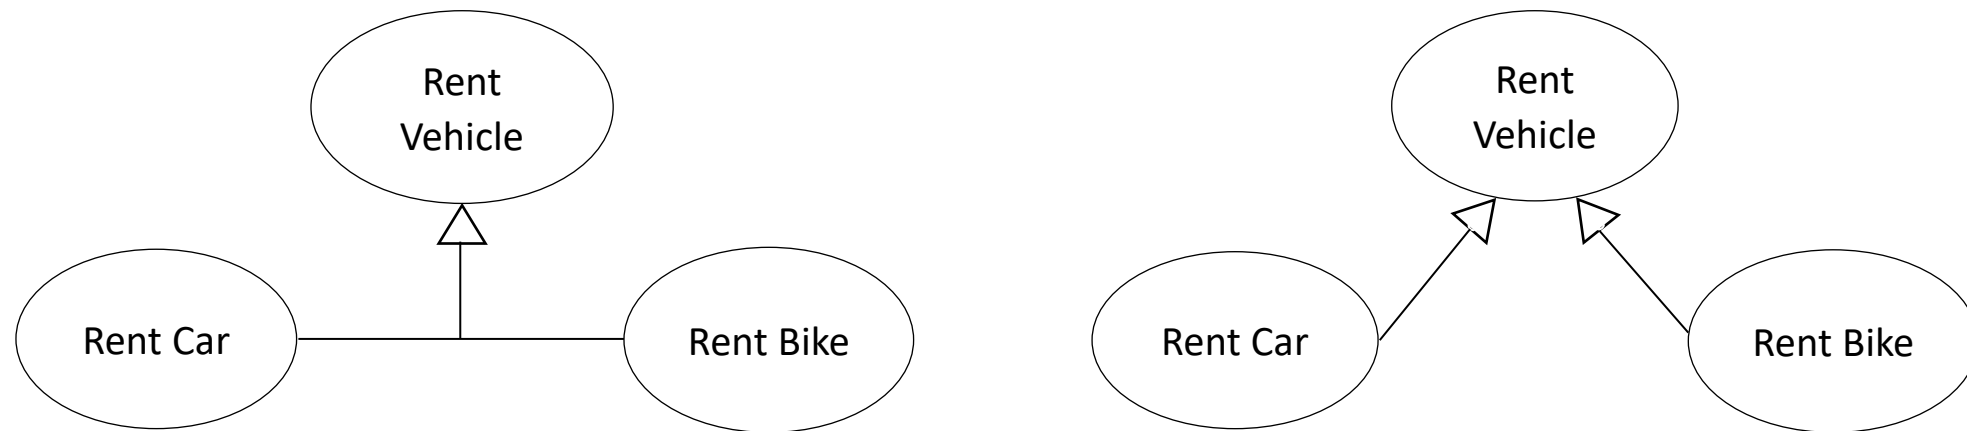 Rent
Vehicle
Rent Car
Rent Bike
Rent
Vehicle
Rent Car
Rent Bike